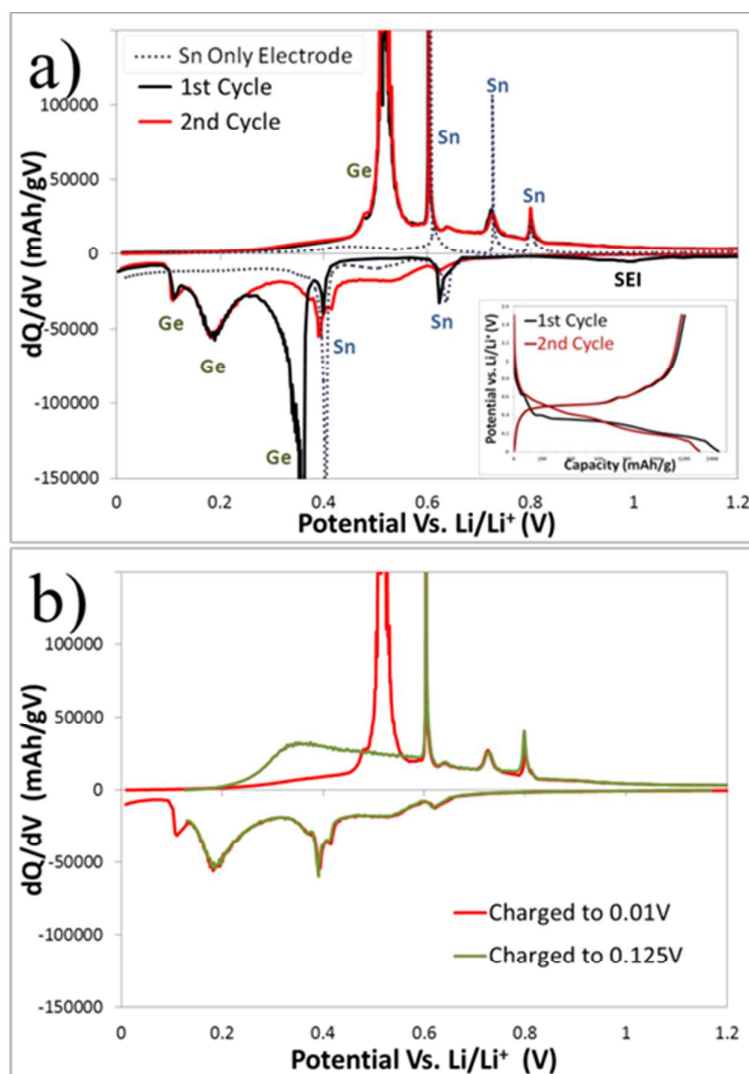 a)
Sn Only Electrode
1st Cycle
2nd Cycle
Ge
Sn
Sn
Sn
100000
50000
0
-50000
-100000
-150000
dQ/dV (mAh/gV)
Ge
Ge
Ge
Sn
Sn
SEI
1st Cycle
2nd Cycle
Potential vs. Li/Li⁺ (V)
Capacity (mAh/g)
0 0.2 0.4 0.6 0.8 1 1.2
Potential Vs. Li/Li⁺ (V)
b)
100000
50000
0
-50000
-100000
-150000
dQ/dV (mAh/gV)
Charged to 0.01V
Charged to 0.125V
0 0.2 0.4 0.6 0.8 1 1.2
Potential Vs. Li/Li⁺ (V)